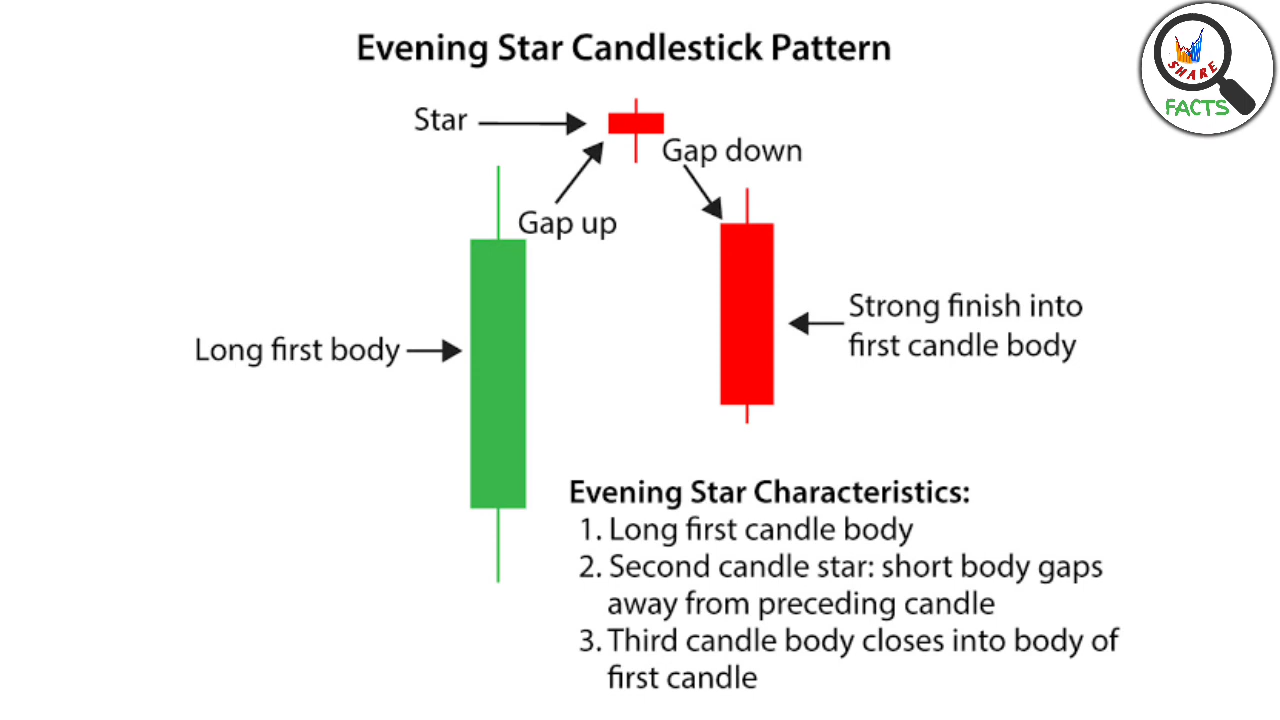 Evening Star Candlestick Pattern
SHARE
FACTS
Star
Gap down
Gap up
Long first body
Strong finish into
first candle body
Evening Star Characteristics:
1. Long first candle body
2. Second candle star: short body gaps
away from preceding candle
3. Third candle body closes into body of
first candle